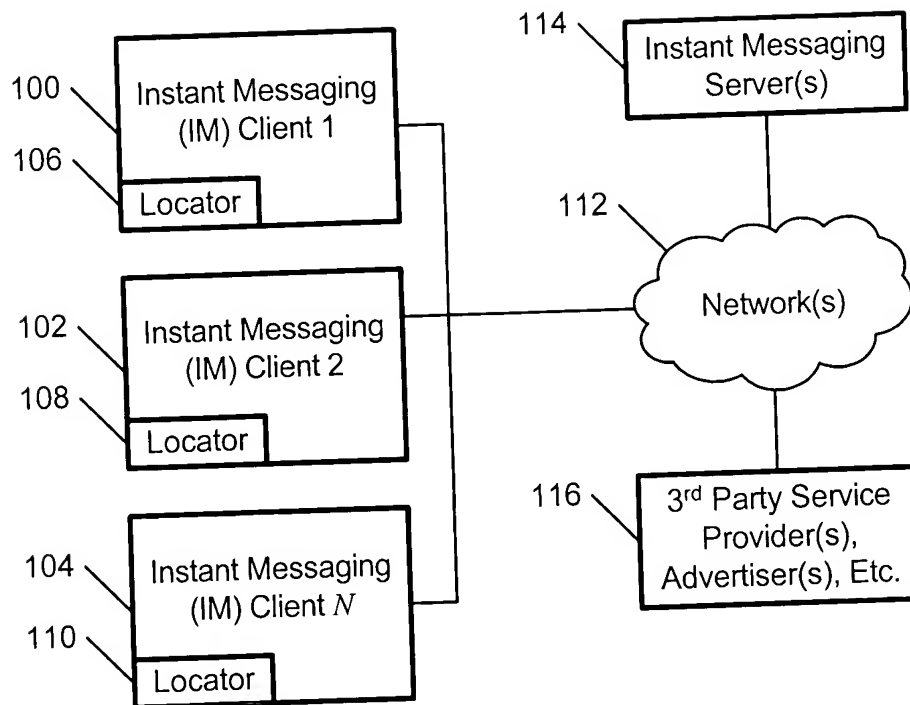 100
Instant Messaging
(IM) Client 1
106
Locator
102
Instant Messaging
(IM) Client 2
108
Locator
104
Instant Messaging
(IM) Client N
110
Locator
114
Instant Messaging
Server(s)
112
Network(s)
116
3rd Party Service
Provider(s),
Advertiser(s), Etc.